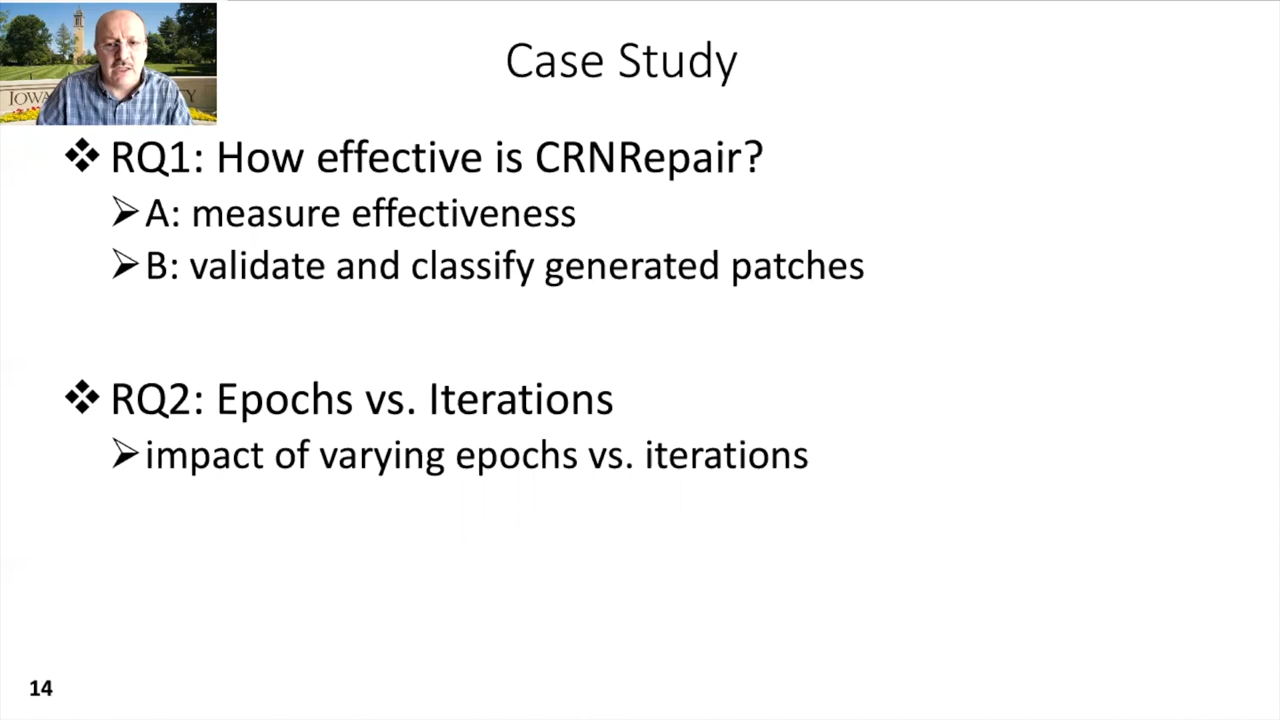 IOWA
Case Study
RQ1: How effective is CRNRepair?
A: measure effectiveness
B: validate and classify generated patches
RQ2: Epochs vs. Iterations
impact of varying epochs vs. iterations
14